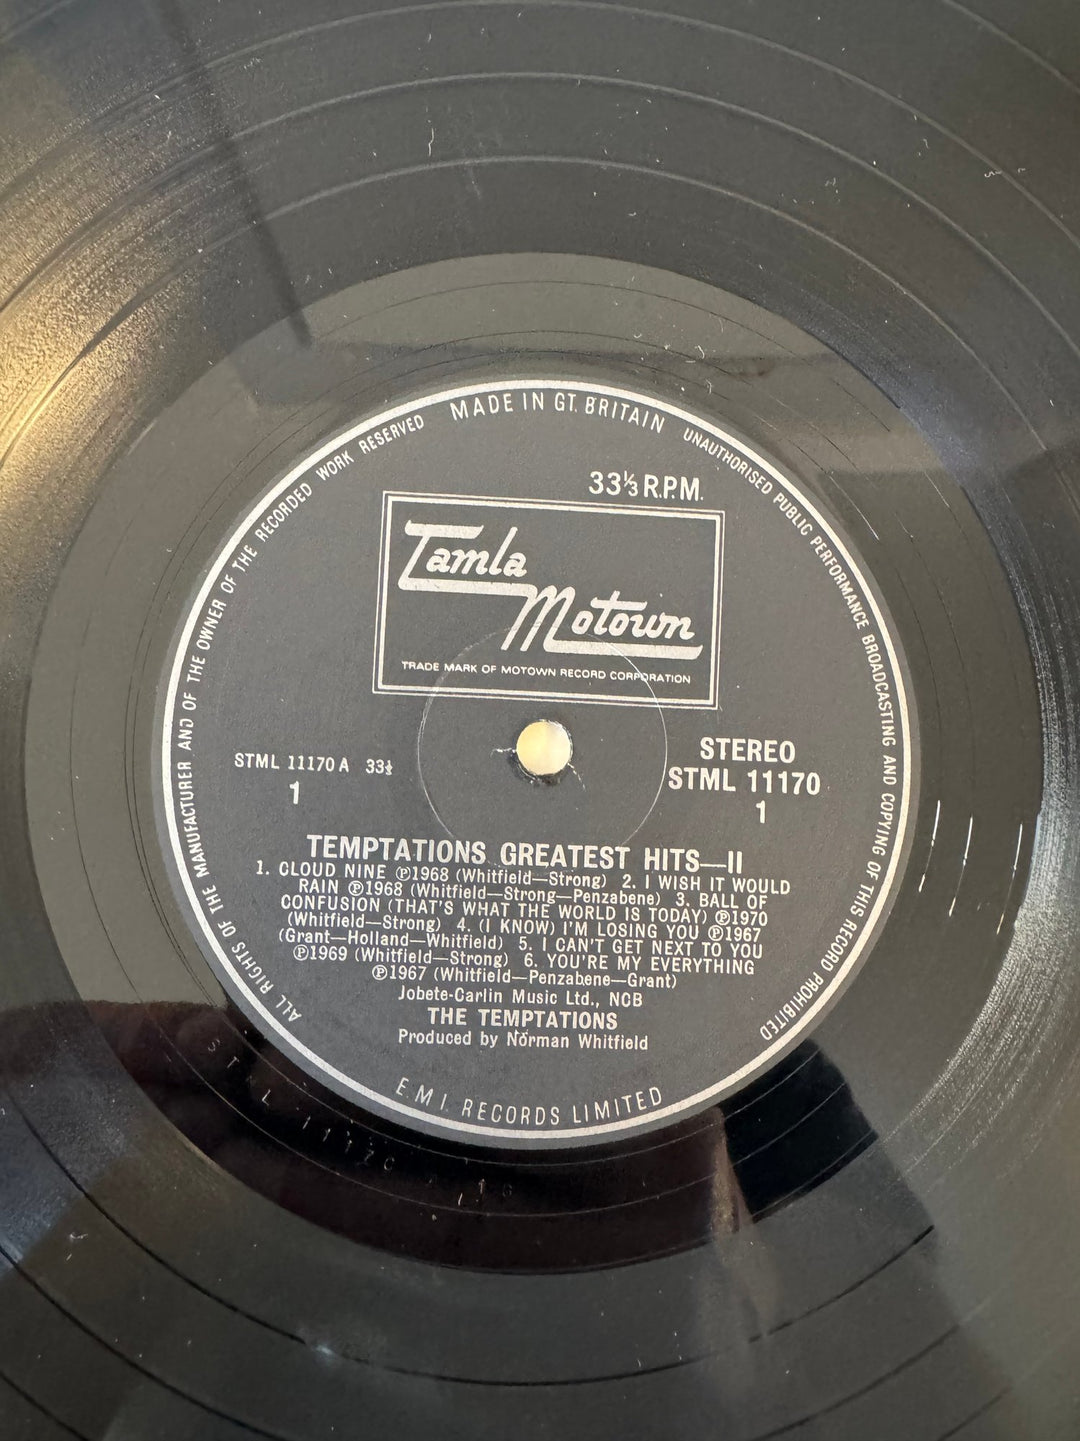 MADE IN GT. BRITAIN
UNAUTHORISED PUBLIC PERFORMANCE BROADCASTING AND COPYING OF THIS RECORD PROHIBITED
ALL RIGHTS OF THE MANUFACTURER AND OF THE OWNER OF THE RECORDED WORK RESERVED
33⅓ R.P.M.
Tamla
Motown
TRADE MARK OF MOTOWN RECORD CORPORATION
STEREO
STML 11170 A 33⅓
STML 11170
1
1
TEMPTATIONS GREATEST HITS—II
1. CLOUD NINE ℗1968 (Whitfield—Strong) 2. I WISH IT WOULD
RAIN ℗1968 (Whitfield—Strong—Penzabene) 3. BALL OF
CONFUSION (THAT'S WHAT THE WORLD IS TODAY) ℗1970
(Whitfield—Strong) 4. (I KNOW) I'M LOSING YOU ℗1967
(Grant—Holland—Whitfield) 5. I CAN'T GET NEXT TO YOU
℗1969 (Whitfield—Strong) 6. YOU'RE MY EVERYTHING
℗1967 (Whitfield—Penzabene—Grant)
Jobete-Carlin Music Ltd., NCB
THE TEMPTATIONS
Produced by Norman Whitfield
E.M.I. RECORDS LIMITED